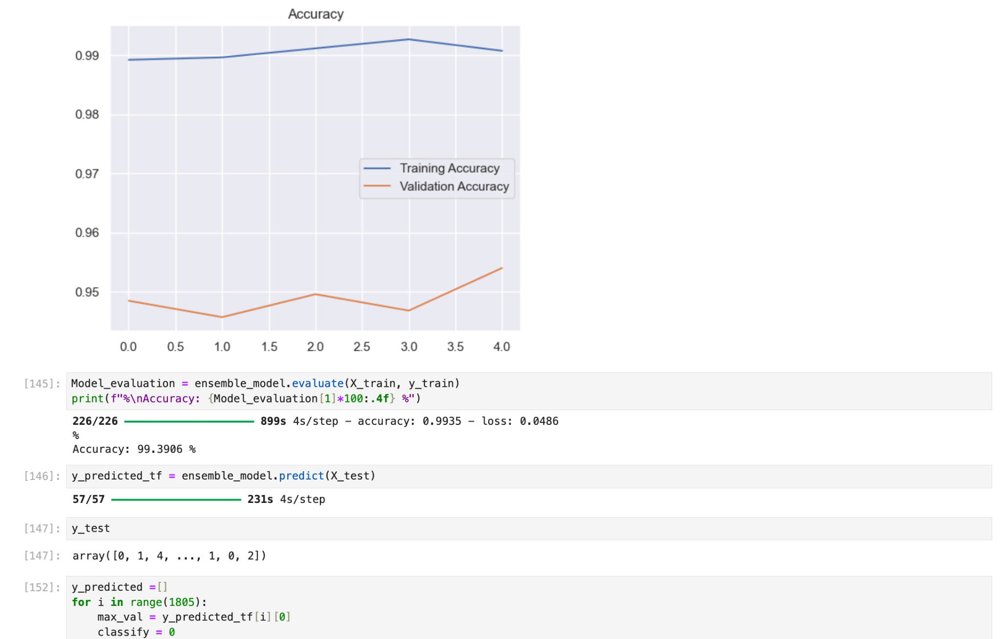 Accuracy
0.99
0.98
0.97
Training Accuracy
Validation Accuracy
0.96
0.95
0.0 0.5 1.0 1.5 2.0 2.5 3.0 3.5 4.0
[145]: Model_evaluation = ensemble_model.evaluate(X_train, y_train)
print(f"%\nAccuracy: {Model_evaluation[1]*100:.4f} %")
226/226 899s 4s/step - accuracy: 0.9935 - loss: 0.0486
%
Accuracy: 99.3906 %
[146]: y_predicted_tf = ensemble_model.predict(X_test)
57/57 231s 4s/step
[147]: y_test
[147]: array([0, 1, 4, ..., 1, 0, 2])
[152]: y_predicted =[]
for i in range(1805):
    max_val = y_predicted_tf[i][0]
    classify = 0